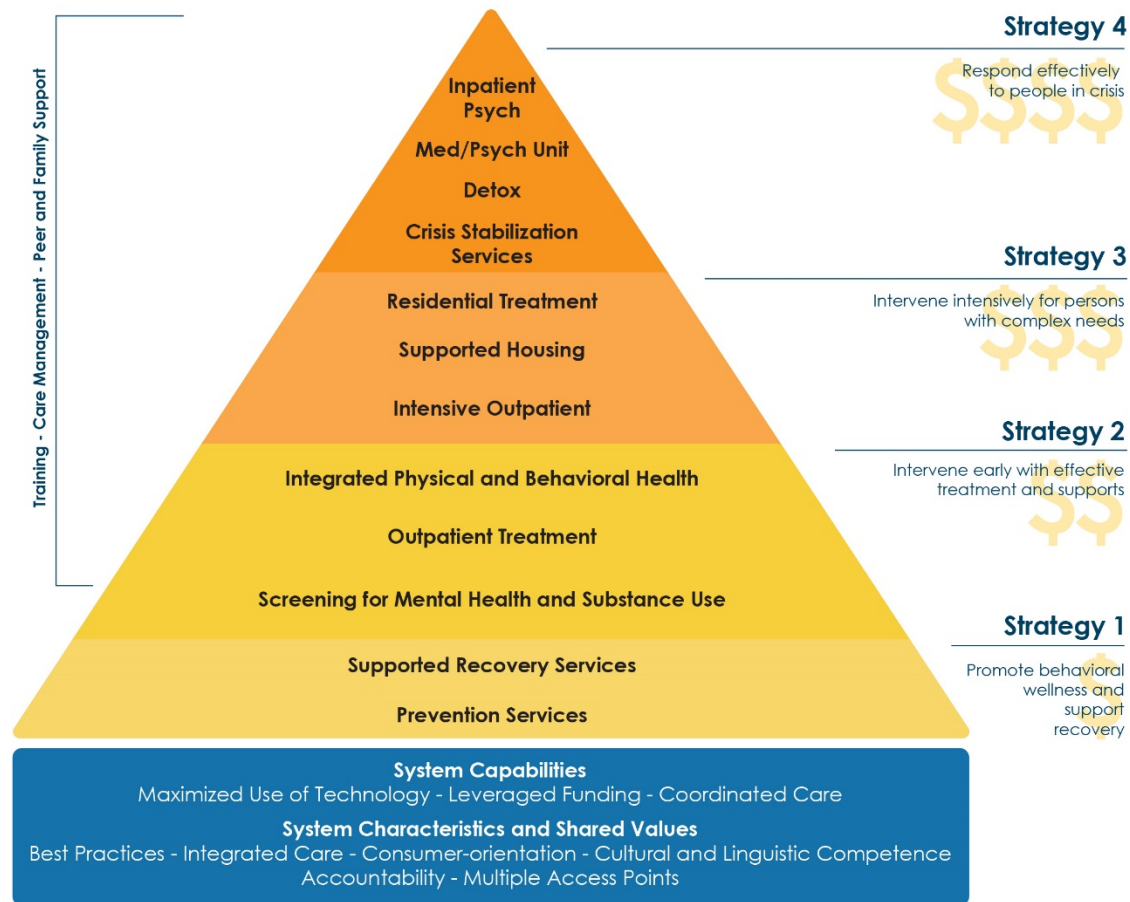 Training - Care Management - Peer and Family Support
Inpatient
Psych
Med/Psych Unit
Detox
Crisis Stabilization
Services
Residential Treatment
Supported Housing
Intensive Outpatient
Integrated Physical and Behavioral Health
Outpatient Treatment
Screening for Mental Health and Substance Use
Supported Recovery Services
Prevention Services
Strategy 4
Respond effectively
to people in crisis
$$$$
Strategy 3
Intervene intensively for persons
with complex needs
$$$
Strategy 2
Intervene early with effective
treatment and supports
$$
Strategy 1
Promote behavioral
wellness and
support
recovery
$
System Capabilities
Maximized Use of Technology - Leveraged Funding - Coordinated Care
System Characteristics and Shared Values
Best Practices - Integrated Care - Consumer-orientation - Cultural and Linguistic Competence
Accountability - Multiple Access Points